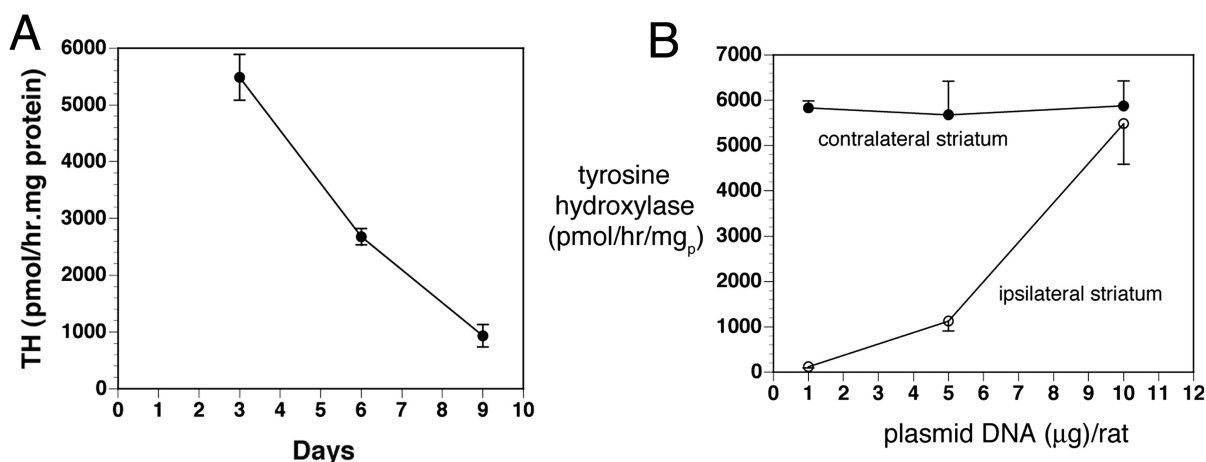 A
TH (pmol/hr.mg protein)
6000
5000
4000
3000
2000
1000
0
0 1 2 3 4 5 6 7 8 9 10
Days
B
tyrosine
hydroxylase
(pmol/hr/mgp)
7000
6000
5000
4000
3000
2000
1000
0
contralateral striatum
ipsilateral striatum
0 1 2 3 4 5 6 7 8 9 10 11 12
plasmid DNA (μg)/rat